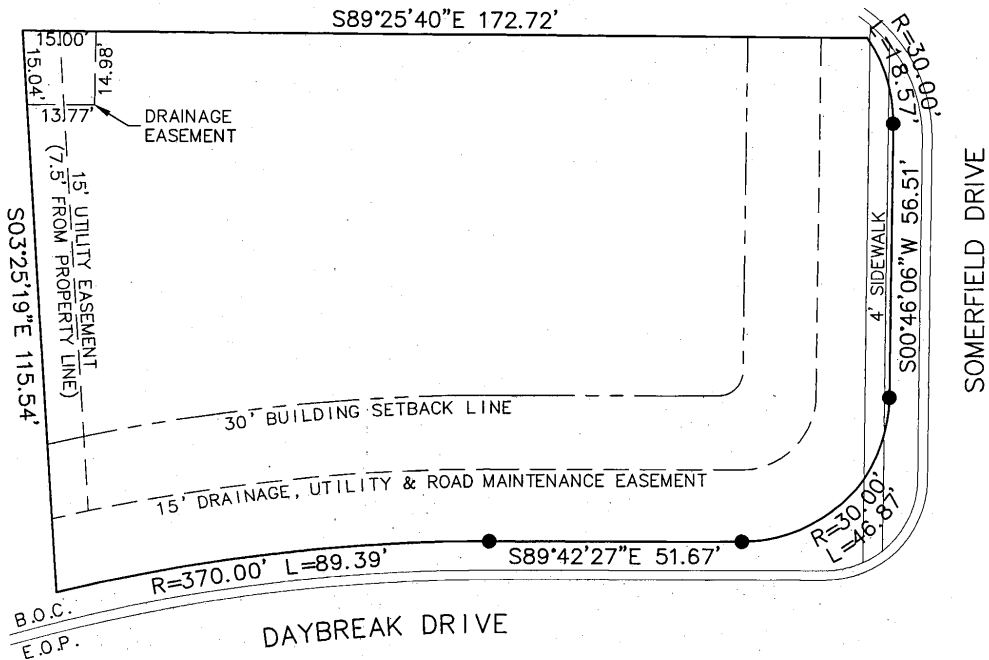 S89°25'40"E 172.72'
15.00'
15.04'
14.98'
13.77'
DRAINAGE
EASEMENT
15' UTILITY EASEMENT
(7.5' FROM PROPERTY LINE)
S03°25'19"E 115.54'
R=30.00'
L=18.57'
S00°46'06"W 56.51'
4' SIDEWALK
SOMERFIELD DRIVE
30' BUILDING SETBACK LINE
15' DRAINAGE, UTILITY & ROAD MAINTENANCE EASEMENT
R=30.00'
L=46.87'
S89°42'27"E 51.67'
R=370.00' L=89.39'
B.O.C.
E.O.P.
DAYBREAK DRIVE